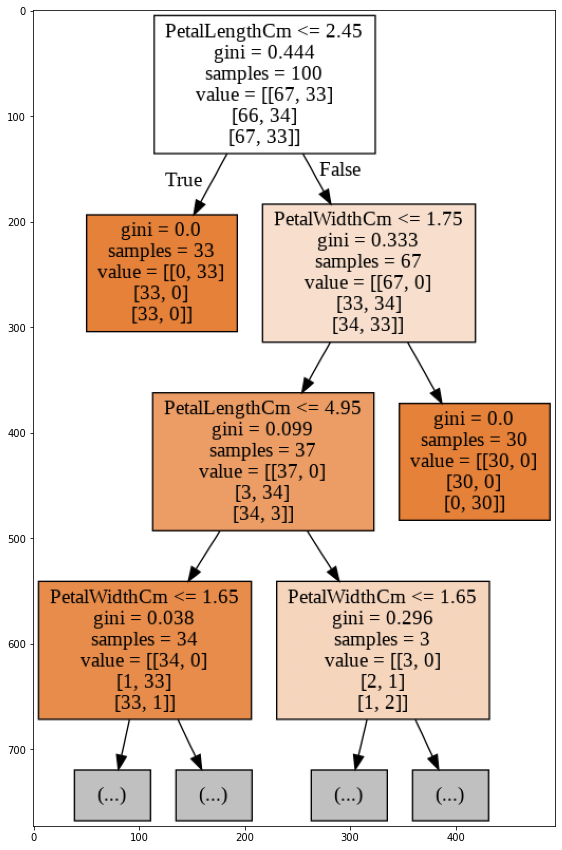 PetalLengthCm <= 2.45
gini = 0.444
samples = 100
value = [[67, 33]
[66, 34]
[67, 33]]
True
False
gini = 0.0
samples = 33
value = [[0, 33]
[33, 0]
[33, 0]]
PetalWidthCm <= 1.75
gini = 0.333
samples = 67
value = [[67, 0]
[33, 34]
[34, 33]]
PetalLengthCm <= 4.95
gini = 0.099
samples = 37
value = [[37, 0]
[3, 34]
[34, 3]]
gini = 0.0
samples = 30
value = [[30, 0]
[30, 0]
[0, 30]]
PetalWidthCm <= 1.65
gini = 0.038
samples = 34
value = [[34, 0]
[1, 33]
[33, 1]]
PetalWidthCm <= 1.65
gini = 0.296
samples = 3
value = [[3, 0]
[2, 1]
[1, 2]]
(...)
(...)
(...)
(...)
0
100
200
300
400
500
600
700
0
100
200
300
400